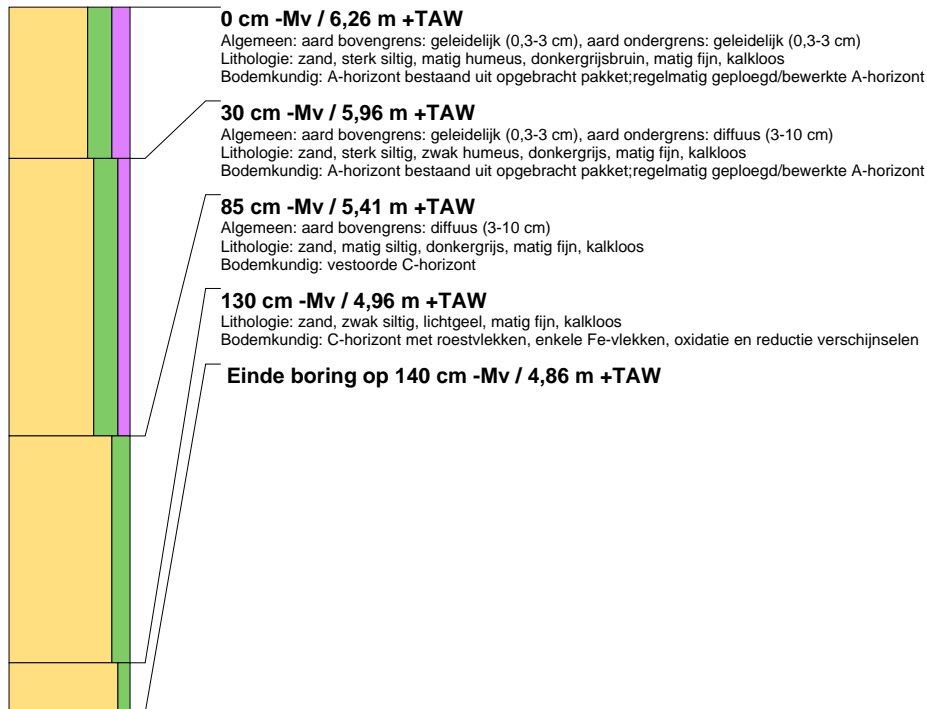 0 cm -Mv / 6,26 m +TAW
Algemeen: aard bovengrens: geleidelijk (0,3-3 cm), aard ondergrens: geleidelijk (0,3-3 cm)
Lithologie: zand, sterk siltig, matig humeus, donkergrijsbruin, matig fijn, kalkloos
Bodemkundig: A-horizont bestaand uit opgebracht pakket;regelmatig geploegd/bewerkte A-horizont
30 cm -Mv / 5,96 m +TAW
Algemeen: aard bovengrens: geleidelijk (0,3-3 cm), aard ondergrens: diffuus (3-10 cm)
Lithologie: zand, sterk siltig, zwak humeus, donkergrijs, matig fijn, kalkloos
Bodemkundig: A-horizont bestaand uit opgebracht pakket;regelmatig geploegd/bewerkte A-horizont
85 cm -Mv / 5,41 m +TAW
Algemeen: aard bovengrens: diffuus (3-10 cm)
Lithologie: zand, matig siltig, donkergrijs, matig fijn, kalkloos
Bodemkundig: vestoorde C-horizont
130 cm -Mv / 4,96 m +TAW
Lithologie: zand, zwak siltig, lichtgeel, matig fijn, kalkloos
Bodemkundig: C-horizont met roestvlekken, enkele Fe-vlekken, oxidatie en reductie verschijnselen
Einde boring op 140 cm -Mv / 4,86 m +TAW